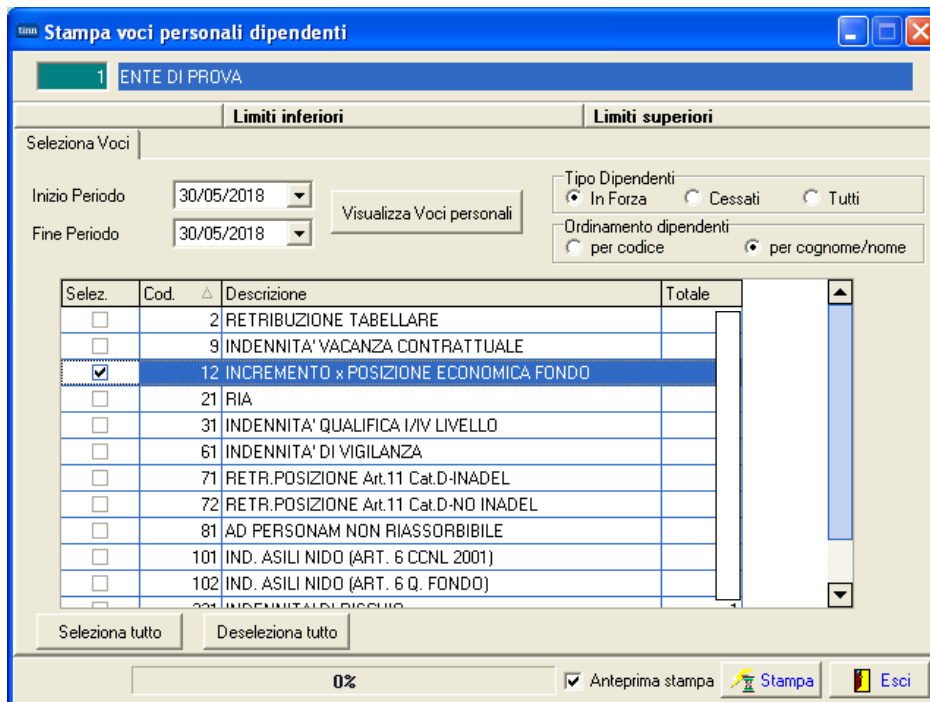 tinn Stampa voci personali dipendenti
1 ENTE DI PROVA
Limiti inferiori Limiti superiori
Seleziona Voci
Inizio Periodo 30/05/2018
Fine Periodo 30/05/2018
Visualizza Voci personali
Tipo Dipendenti
In Forza Cessati Tutti
Ordinamento dipendenti
per codice per cognome/nome
Selez. Cod. Descrizione Totale
2 RETRIBUZIONE TABELLARE
9 INDENNITA' VACANZA CONTRATTUALE
12 INCREMENTO x POSIZIONE ECONOMICA FONDO
21 RIA
31 INDENNITA' QUALIFICA I/IV LIVELLO
61 INDENNITA' DI VIGILANZA
71 RETR.POSIZIONE Art.11 Cat.D-INADEL
72 RETR.POSIZIONE Art.11 Cat.D-NO INADEL
81 AD PERSONAM NON RIASSORBIBILE
101 IND. ASILI NIDO (ART. 6 CCNL 2001)
102 IND. ASILI NIDO (ART. 6 Q. FONDO)
INDENNITA' DI RISCHIO
Seleziona tutto Deseleziona tutto
0% Anteprima stampa Stampa Esci